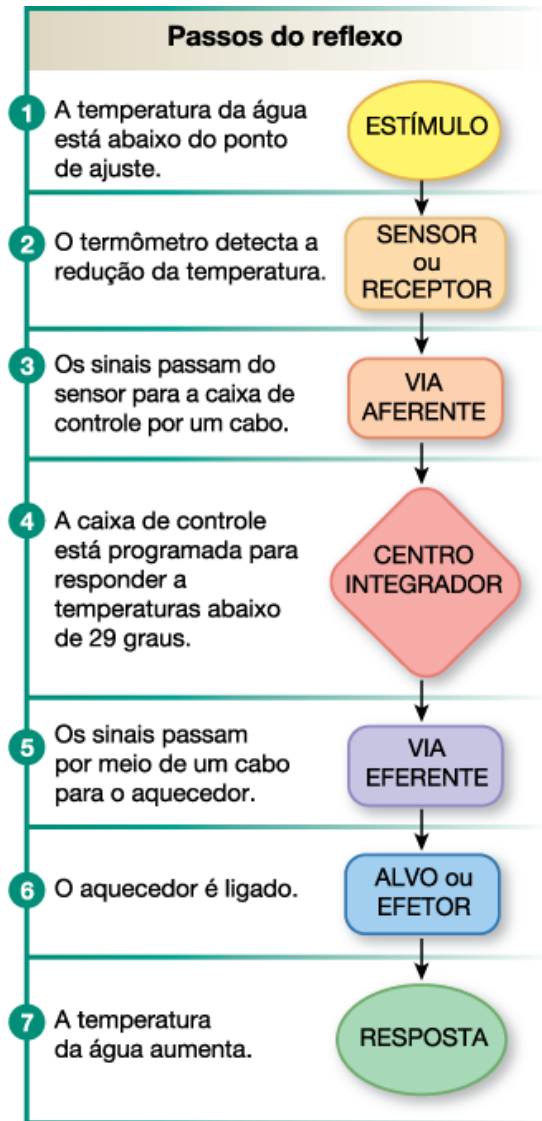 Passos do reflexo
1 A temperatura da água
está abaixo do ponto
de ajuste.
ESTÍMULO
2 O termômetro detecta a
redução da temperatura.
SENSOR
ou
RECEPTOR
3 Os sinais passam do
sensor para a caixa de
controle por um cabo.
VIA
AFERENTE
4 A caixa de controle
está programada para
responder a
temperaturas abaixo
de 29 graus.
CENTRO
INTEGRADOR
5 Os sinais passam
por meio de um cabo
para o aquecedor.
VIA
EFERENTE
6 O aquecedor é ligado.
ALVO ou
EFETOR
7 A temperatura
da água aumenta.
RESPOSTA